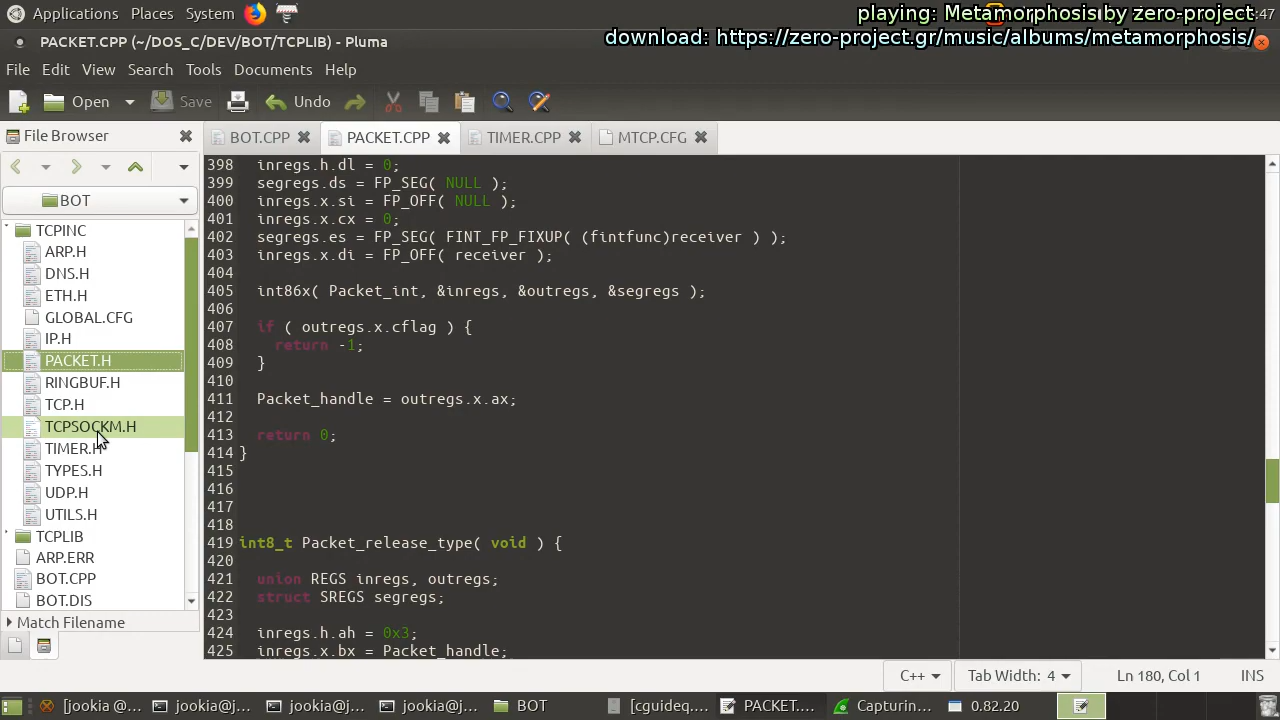 Applications Places System :47
playing: Metamorphosis by zero-project
PACKET.CPP (~/DOS_C/DEV/BOT/TCPLIB) - Pluma
download: https://zero-project.gr/music/albums/metamorphosis/
File Edit View Search Tools Documents Help
Open Save Undo
File Browser
BOT.CPP PACKET.CPP TIMER.CPP MTCP.CFG
BOT
TCPINC
ARP.H
DNS.H
ETH.H
GLOBAL.CFG
IP.H
PACKET.H
RINGBUF.H
TCP.H
TCPSOCKM.H
TIMER.H
TYPES.H
UDP.H
UTILS.H
TCPLIB
ARP.ERR
BOT.CPP
BOT.DIS
Match Filename
398 inregs.h.dl = 0;
399 segregs.ds = FP_SEG( NULL );
400 inregs.x.si = FP_OFF( NULL );
401 inregs.x.cx = 0;
402 segregs.es = FP_SEG( FINT_FP_FIXUP( (fintfunc)receiver ) );
403 inregs.x.di = FP_OFF( receiver );
404
405 int86x( Packet_int, &inregs, &outregs, &segregs );
406
407 if ( outregs.x.cflag ) {
408 return -1;
409 }
410
411 Packet_handle = outregs.x.ax;
412
413 return 0;
414 }
415
416
417
418
419 int8_t Packet_release_type( void ) {
420
421 union REGS inregs, outregs;
422 struct SREGS segregs;
423
424 inregs.h.ah = 0x3;
425 inregs.x.bx = Packet_handle;
C++ Tab Width: 4 Ln 180, Col 1 INS
[jookia @... jookia@j... jookia@j... jookia@j... BOT [cguideq.... PACKET.... Capturin... 0.82.20